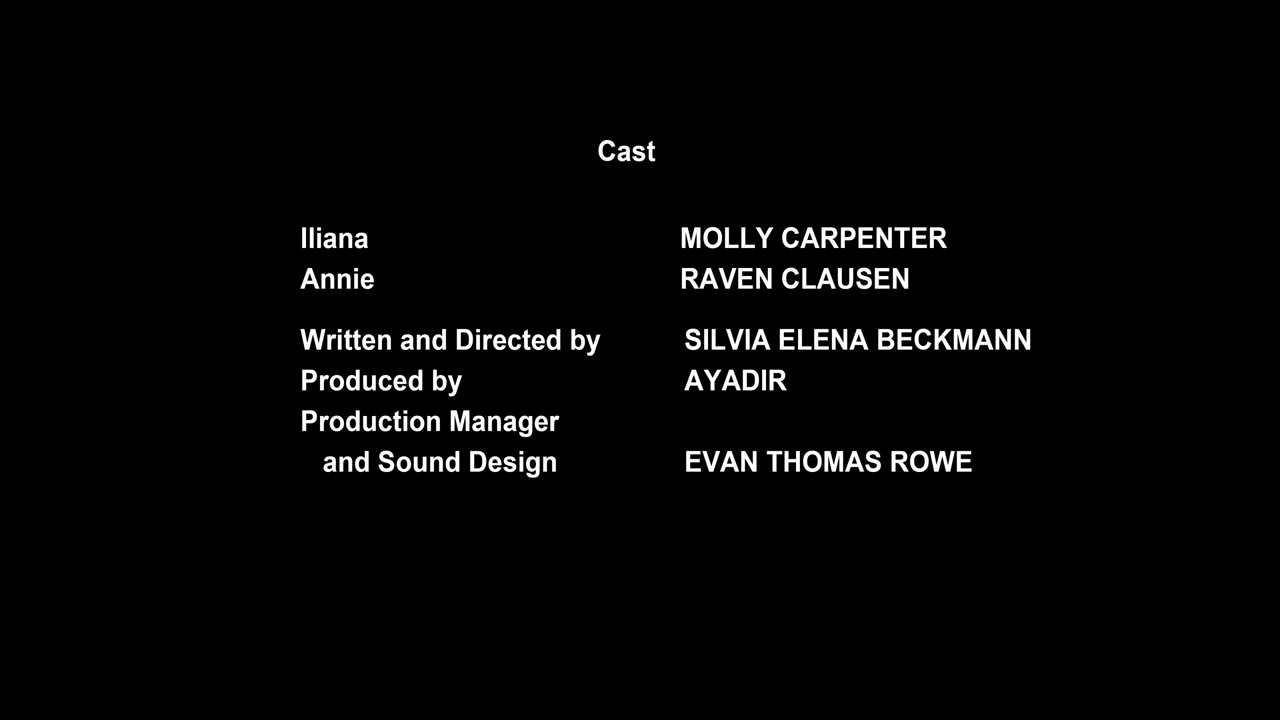 Cast
Iliana MOLLY CARPENTER
Annie RAVEN CLAUSEN
Written and Directed by SILVIA ELENA BECKMANN
Produced by AYADIR
Production Manager
and Sound Design EVAN THOMAS ROWE